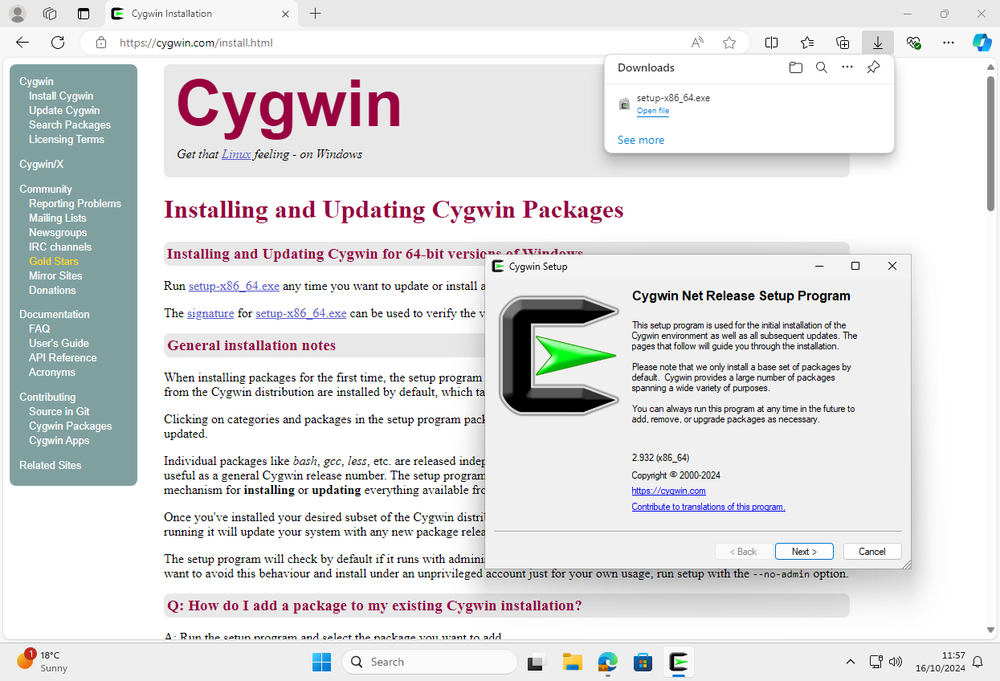 Cygwin Installation
https://cygwin.com/install.html
Downloads
setup-x86_64.exe
Open file
See more
Cygwin
Install Cygwin
Update Cygwin
Search Packages
Licensing Terms
Cygwin/X
Community
Reporting Problems
Mailing Lists
Newsgroups
IRC channels
Gold Stars
Mirror Sites
Donations
Documentation
FAQ
User's Guide
API Reference
Acronyms
Contributing
Source in Git
Cygwin Packages
Cygwin Apps
Related Sites
Cygwin
Get that Linux feeling - on Windows
Installing and Updating Cygwin Packages
Installing and Updating Cygwin for 64-bit versions of Windows
Run setup-x86_64.exe any time you want to update or install a
The signature for setup-x86_64.exe can be used to verify the v
General installation notes
When installing packages for the first time, the setup program
from the Cygwin distribution are installed by default, which ta
Clicking on categories and packages in the setup program pac
updated.
Individual packages like bash, gcc, less, etc. are released indep
useful as a general Cygwin release number. The setup program
mechanism for installing or updating everything available fro
Once you've installed your desired subset of the Cygwin distri
running it will update your system with any new package relea
The setup program will check by default if it runs with adminis
want to avoid this behaviour and install under an unprivileged account just for your own usage, run setup with the --no-admin option.
Q: How do I add a package to my existing Cygwin installation?
A: Run the setup program and select the package you want to add.
Cygwin Setup
Cygwin Net Release Setup Program
This setup program is used for the initial installation of the
Cygwin environment as well as all subsequent updates. The
pages that follow will guide you through the installation.
Please note that we only install a base set of packages by
default. Cygwin provides a large number of packages
spanning a wide variety of purposes.
You can always run this program at any time in the future to
add, remove, or upgrade packages as necessary.
2.932 (x86_64)
Copyright © 2000-2024
https://cygwin.com
Contribute to translations of this program.
< Back
Next >
Cancel
1
18°C
Sunny
Search
11:57
16/10/2024